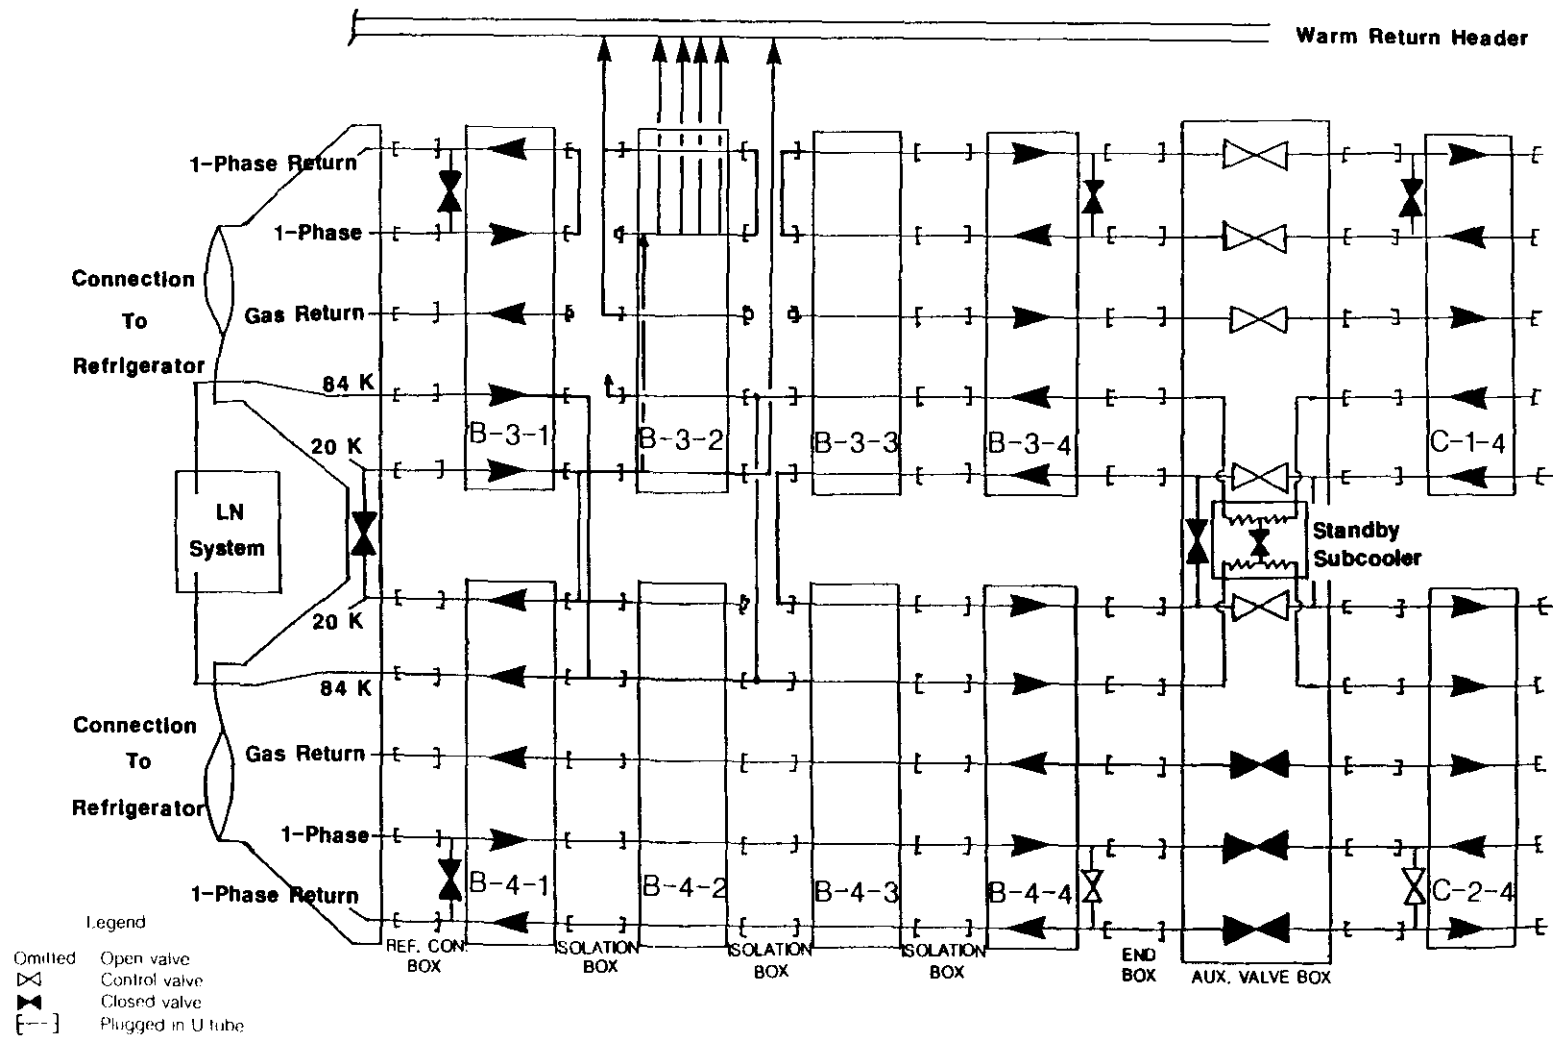 Warm Return Header
1-Phase Return
1-Phase
Connection
To
Refrigerator
Gas Return
84 K
20 K
B-3-1
B-3-2
B-3-3
B-3-4
C-1-4
LN
System
Standby
Subcooler
20 K
84 K
Connection
To
Refrigerator
Gas Return
1-Phase
1-Phase Return
B-4-1
B-4-2
B-4-3
B-4-4
C-2-4
REF. CON
BOX
ISOLATION
BOX
ISOLATION
BOX
ISOLATION
BOX
END
BOX
AUX. VALVE BOX
Legend
Omitted Open valve
Control valve
Closed valve
Plugged in U tube